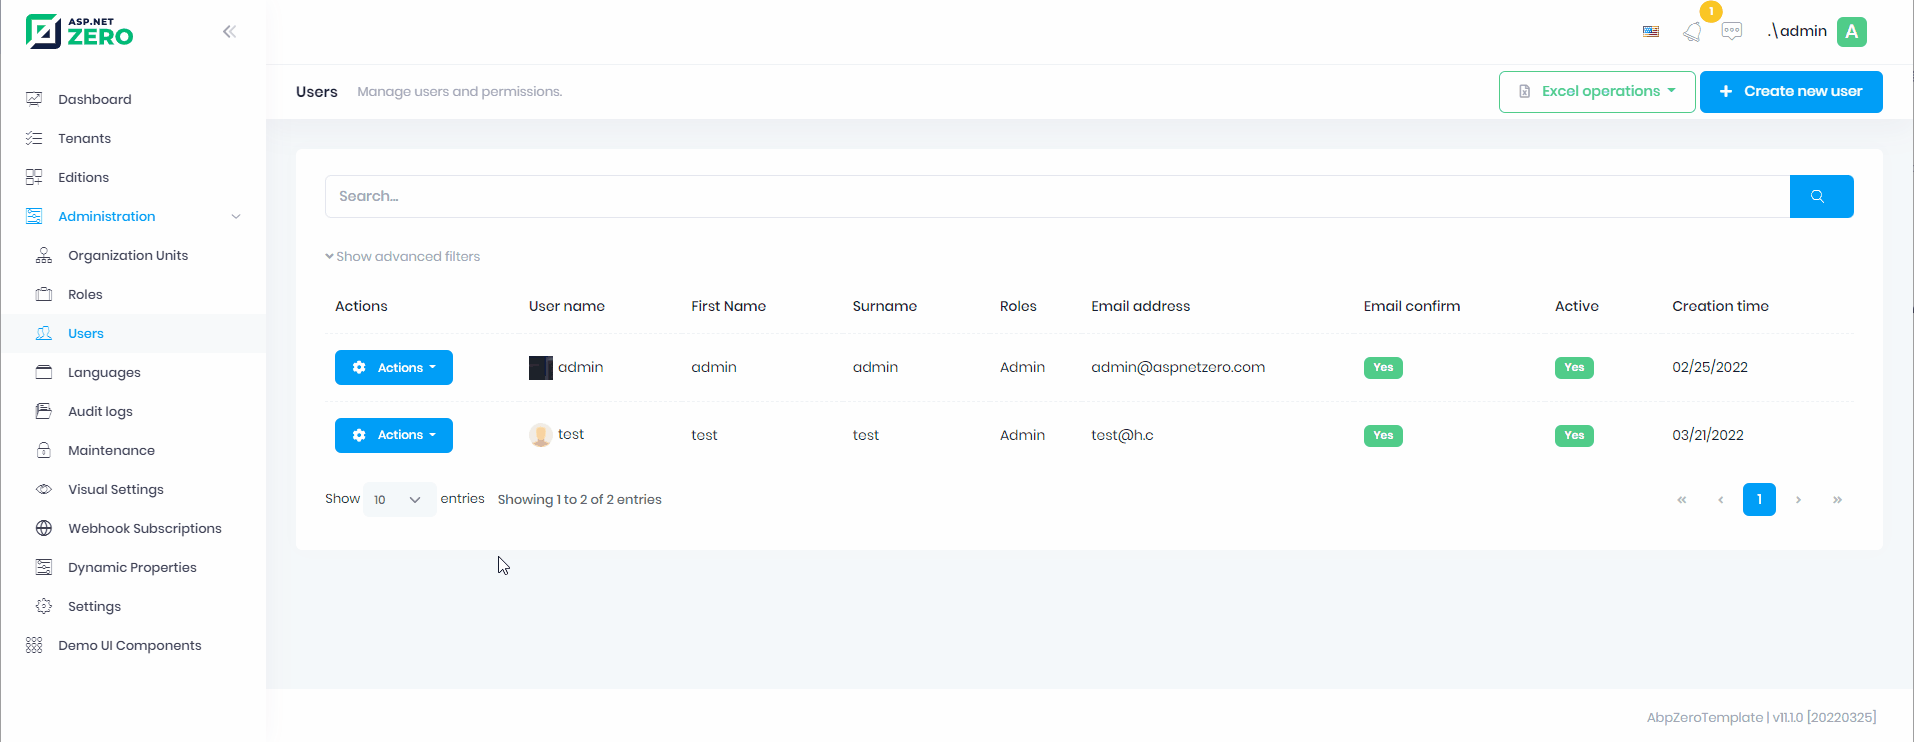 ASP.NET
ZERO
1
.\admin
A
Dashboard
Tenants
Editions
Administration
Organization Units
Roles
Users
Languages
Audit logs
Maintenance
Visual Settings
Webhook Subscriptions
Dynamic Properties
Settings
Demo UI Components
Users Manage users and permissions.
Excel operations
Create new user
Search...
Show advanced filters
Actions User name First Name Surname Roles Email address Email confirm Active Creation time
Actions admin admin admin Admin admin@aspnetzero.com Yes Yes 02/25/2022
Actions test test test Admin test@h.c Yes Yes 03/21/2022
Show 10 entries Showing 1 to 2 of 2 entries
« ‹ 1 › »
AbpZeroTemplate | v11.1.0 [20220325]